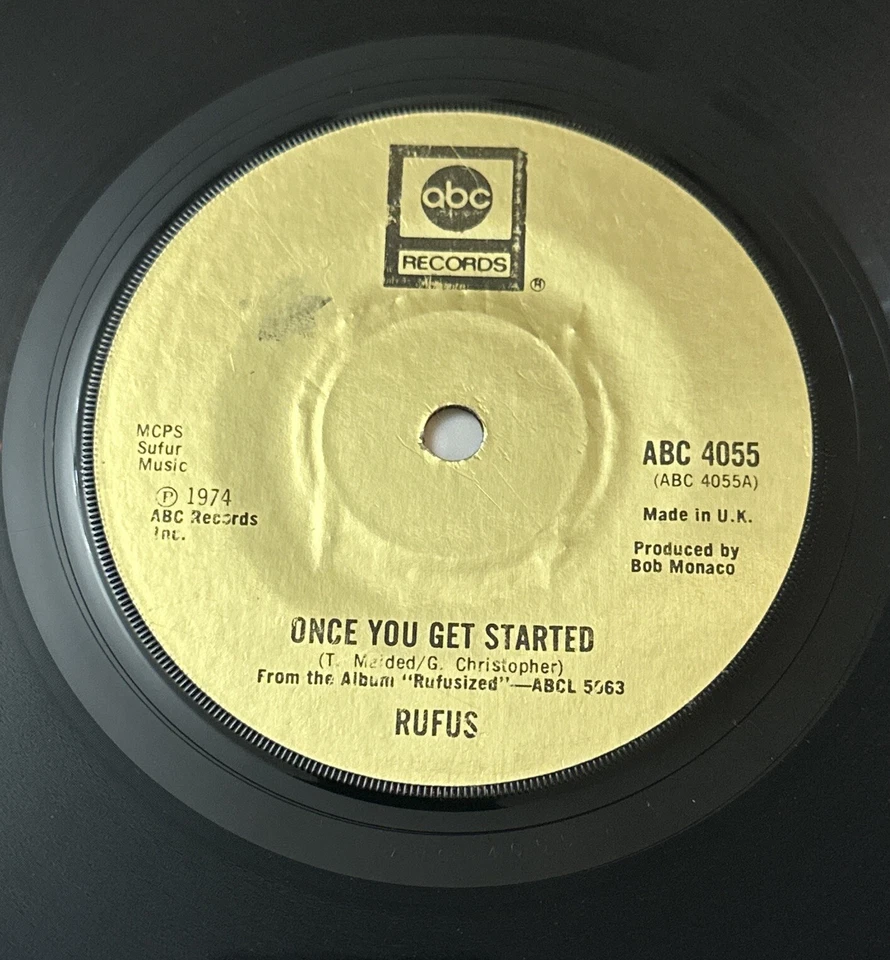 abc
RECORDS
®
MCPS
Sufur
Music
℗ 1974
ABC Records
Inc.
ABC 4055
(ABC 4055A)
Made in U.K.
Produced by
Bob Monaco
ONCE YOU GET STARTED
(T. /G. Christopher)
From the Album "Rufusized"—ABCL
RUFUS